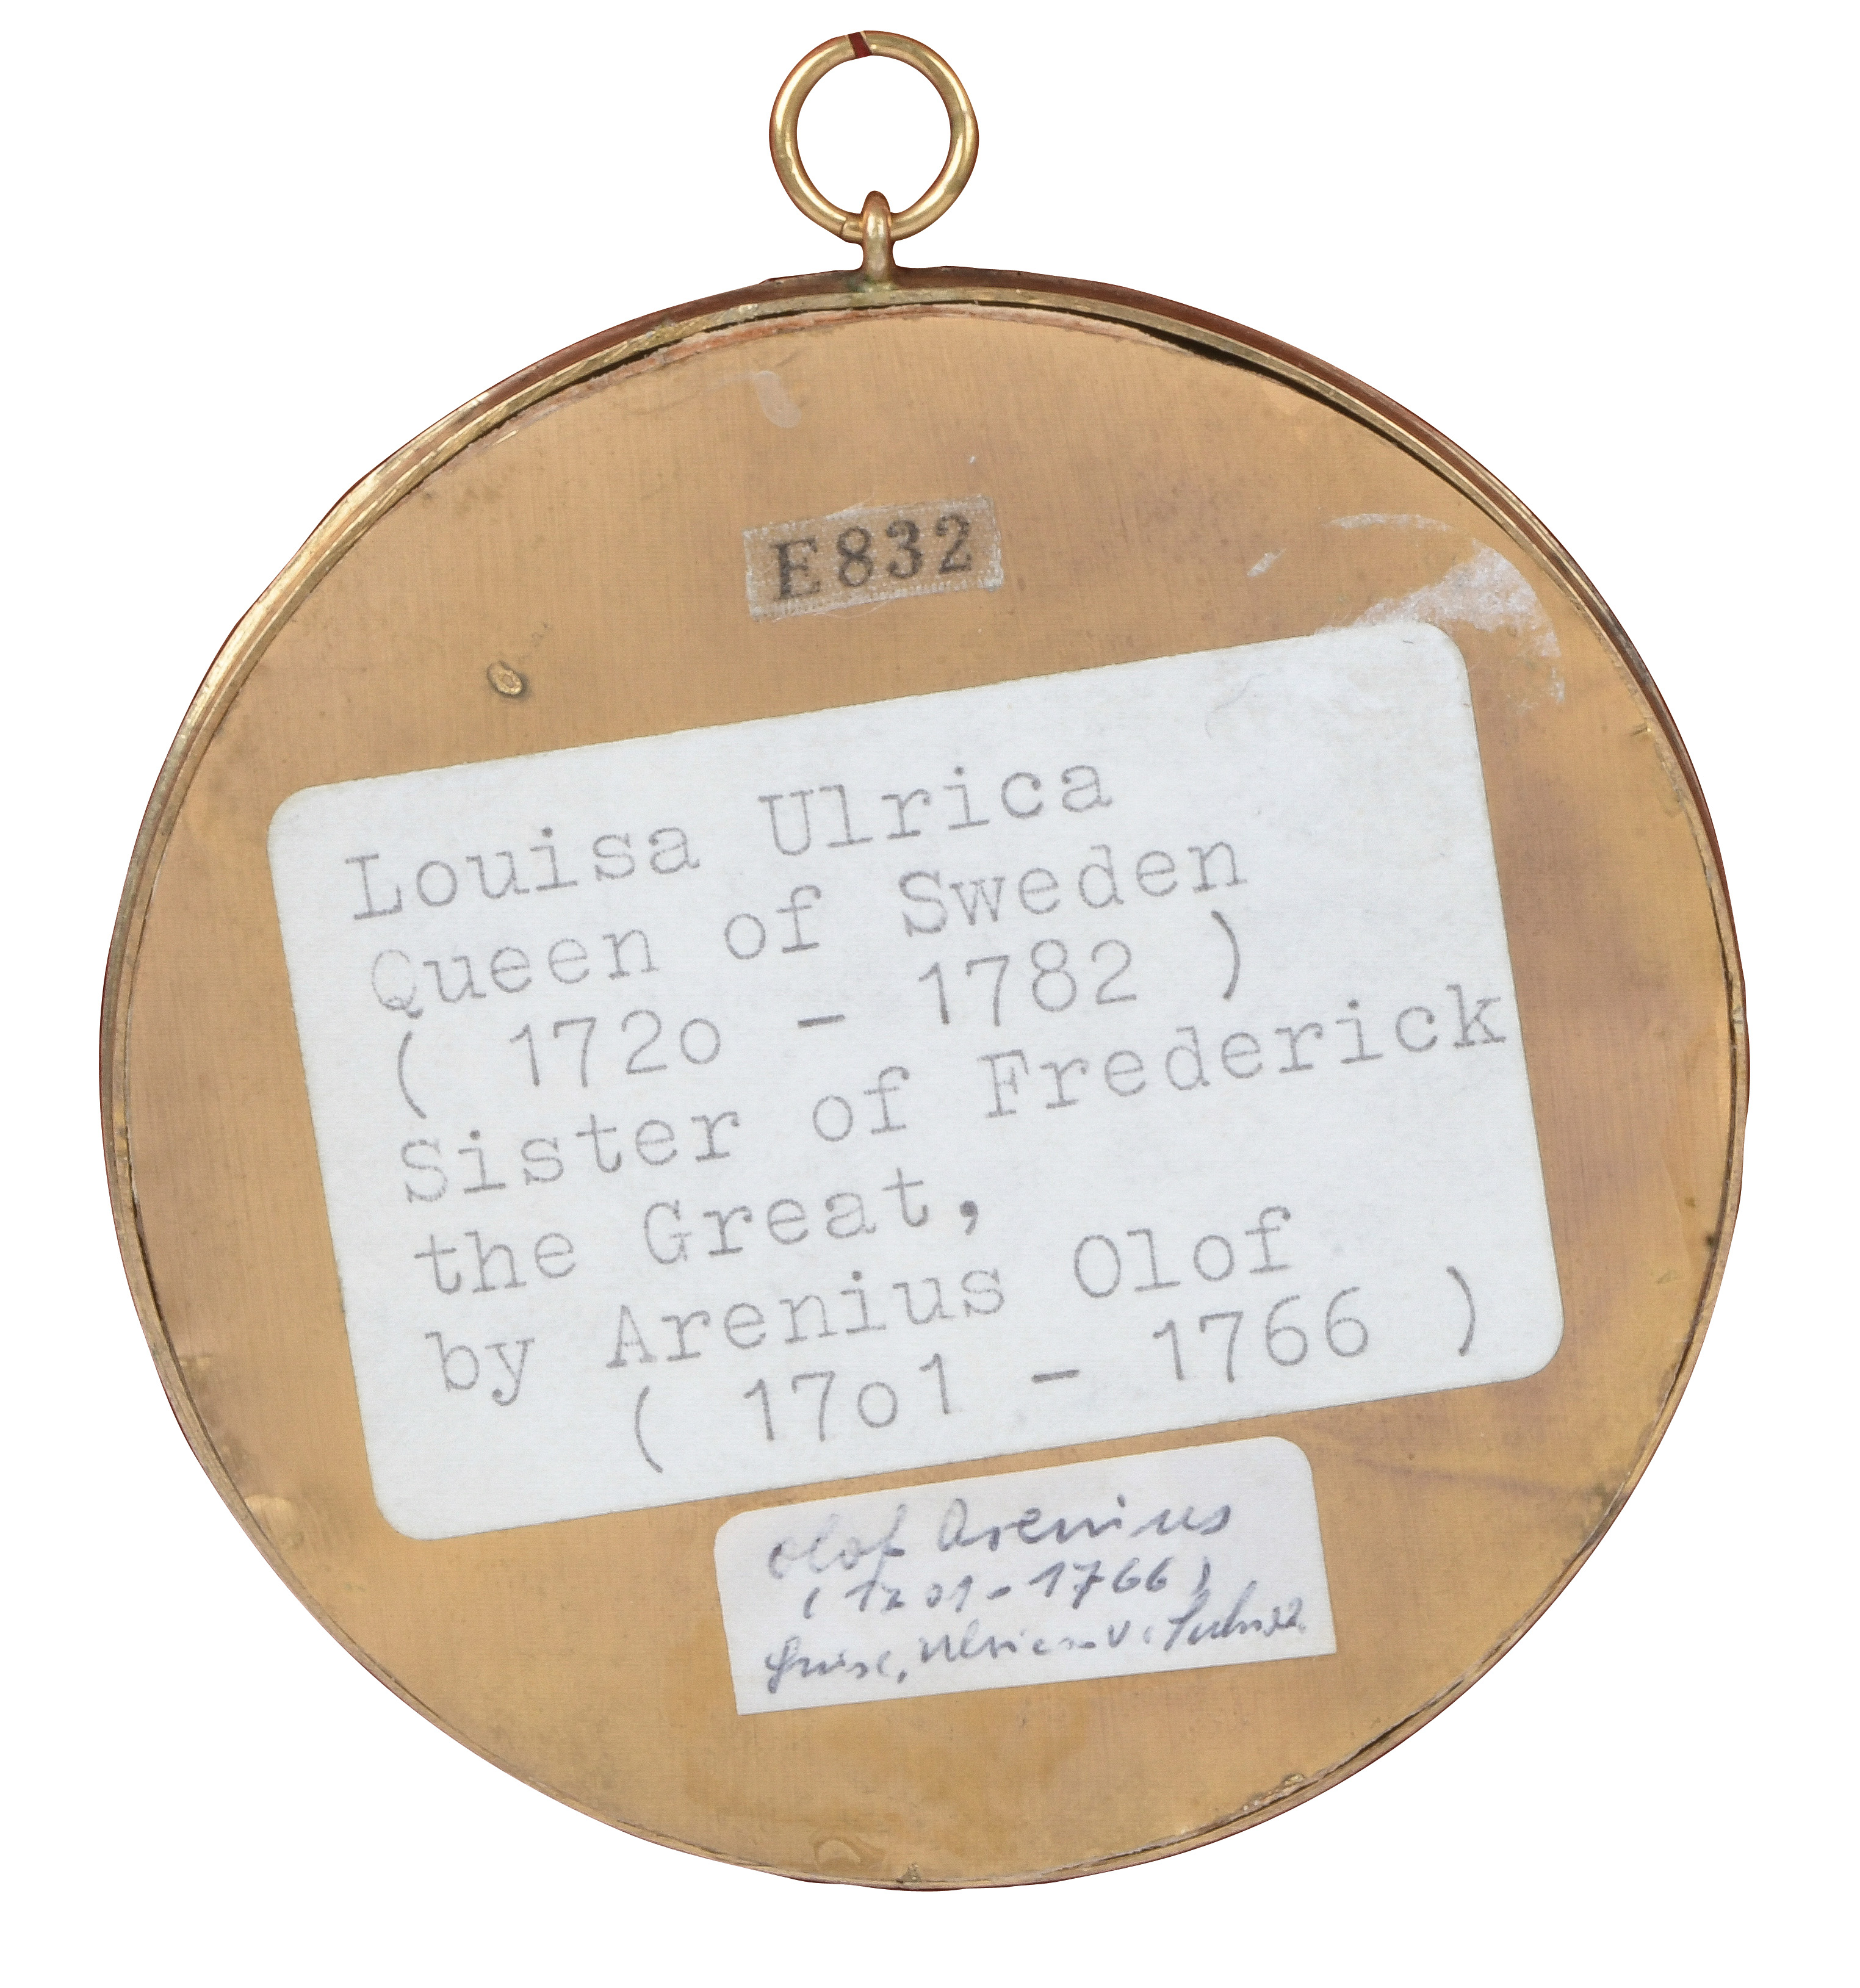 E832
Louisa Ulrica
Queen of Sweden
( 172o - 1782 )
Sister of Frederick
the Great,
by Arenius Olof
( 17o1 - 1766 )
Olof Arenius
(1701-1766)
Ulrica v.